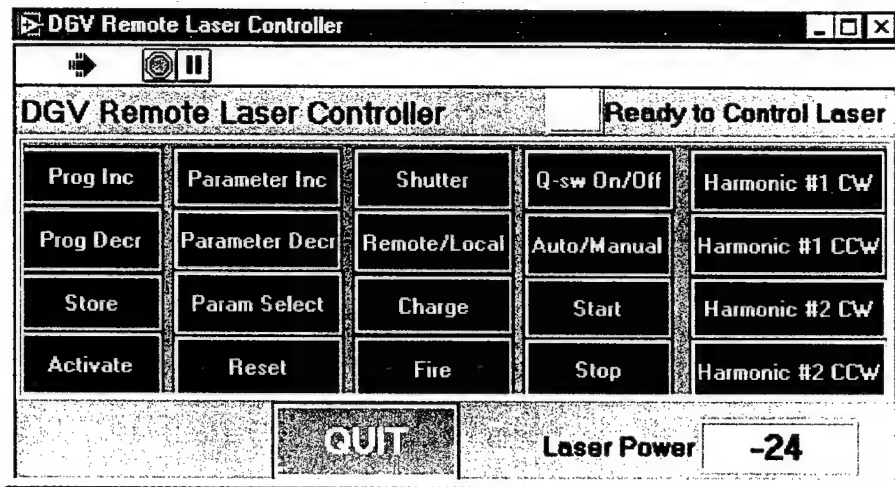 DGV Remote Laser Controller
DGV Remote Laser Controller Ready to Control Laser
Prog Inc Parameter Inc Shutter Q-sw On/Off Harmonic #1 CW
Prog Decr Parameter Decr Remote/Local Auto/Manual Harmonic #1 CCW
Store Param Select Charge Start Harmonic #2 CW
Activate Reset Fire Stop Harmonic #2 CCW
QUIT Laser Power -24